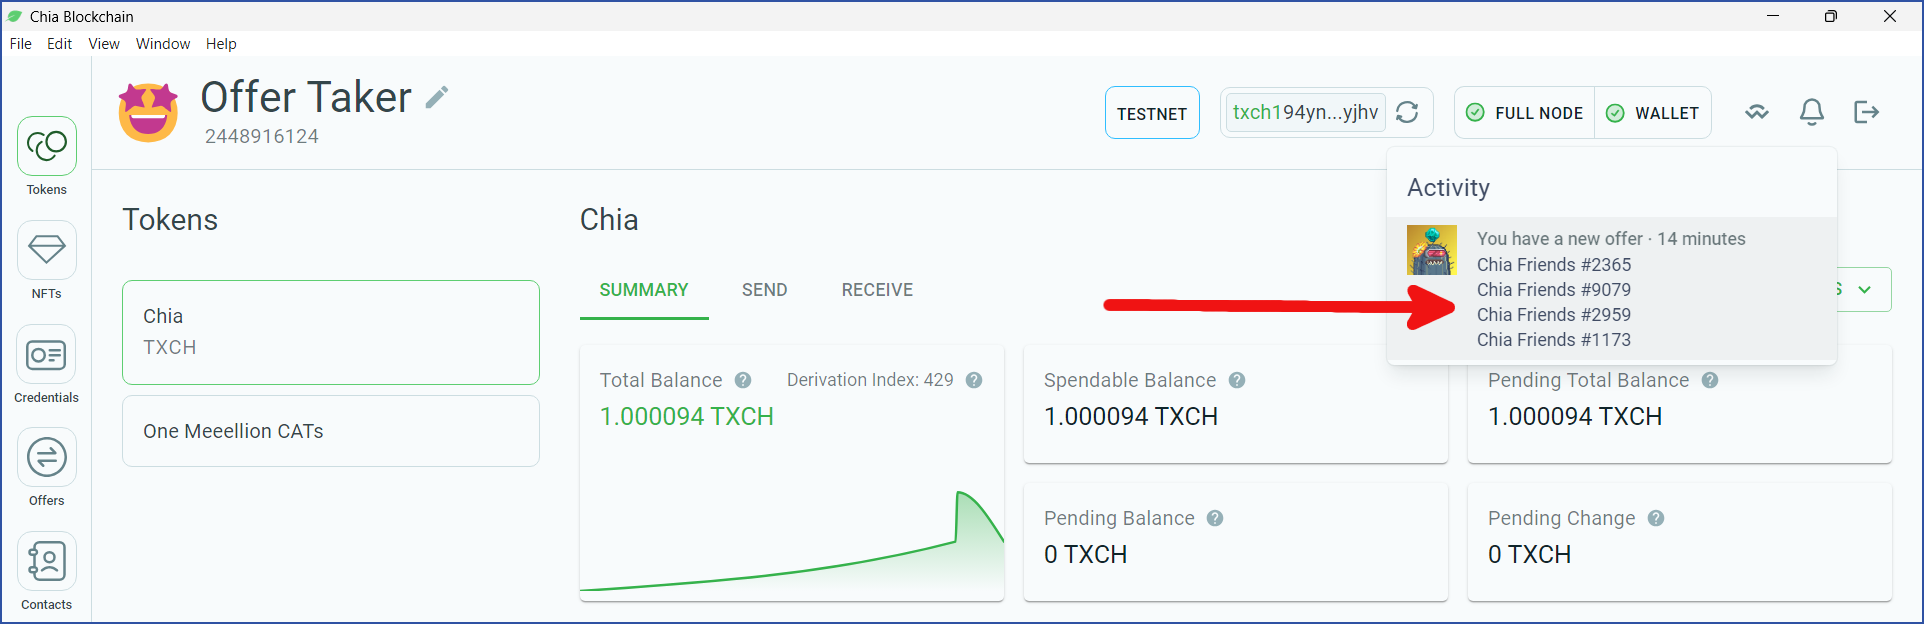 Chia Blockchain
File Edit View Window Help
Offer Taker
2448916124
TESTNET
txch194yn...yjhv
FULL NODE
WALLET
Tokens
NFTs
Credentials
Offers
Contacts
Tokens
Chia
TXCH
One Meeellion CATs
Chia
SUMMARY SEND RECEIVE
Activity
You have a new offer · 14 minutes
Chia Friends #2365
Chia Friends #9079
Chia Friends #2959
Chia Friends #1173
S
Total Balance ? Derivation Index: 429 ?
1.000094 TXCH
Spendable Balance ?
1.000094 TXCH
Pending Total Balance ?
1.000094 TXCH
Pending Balance ?
0 TXCH
Pending Change ?
0 TXCH